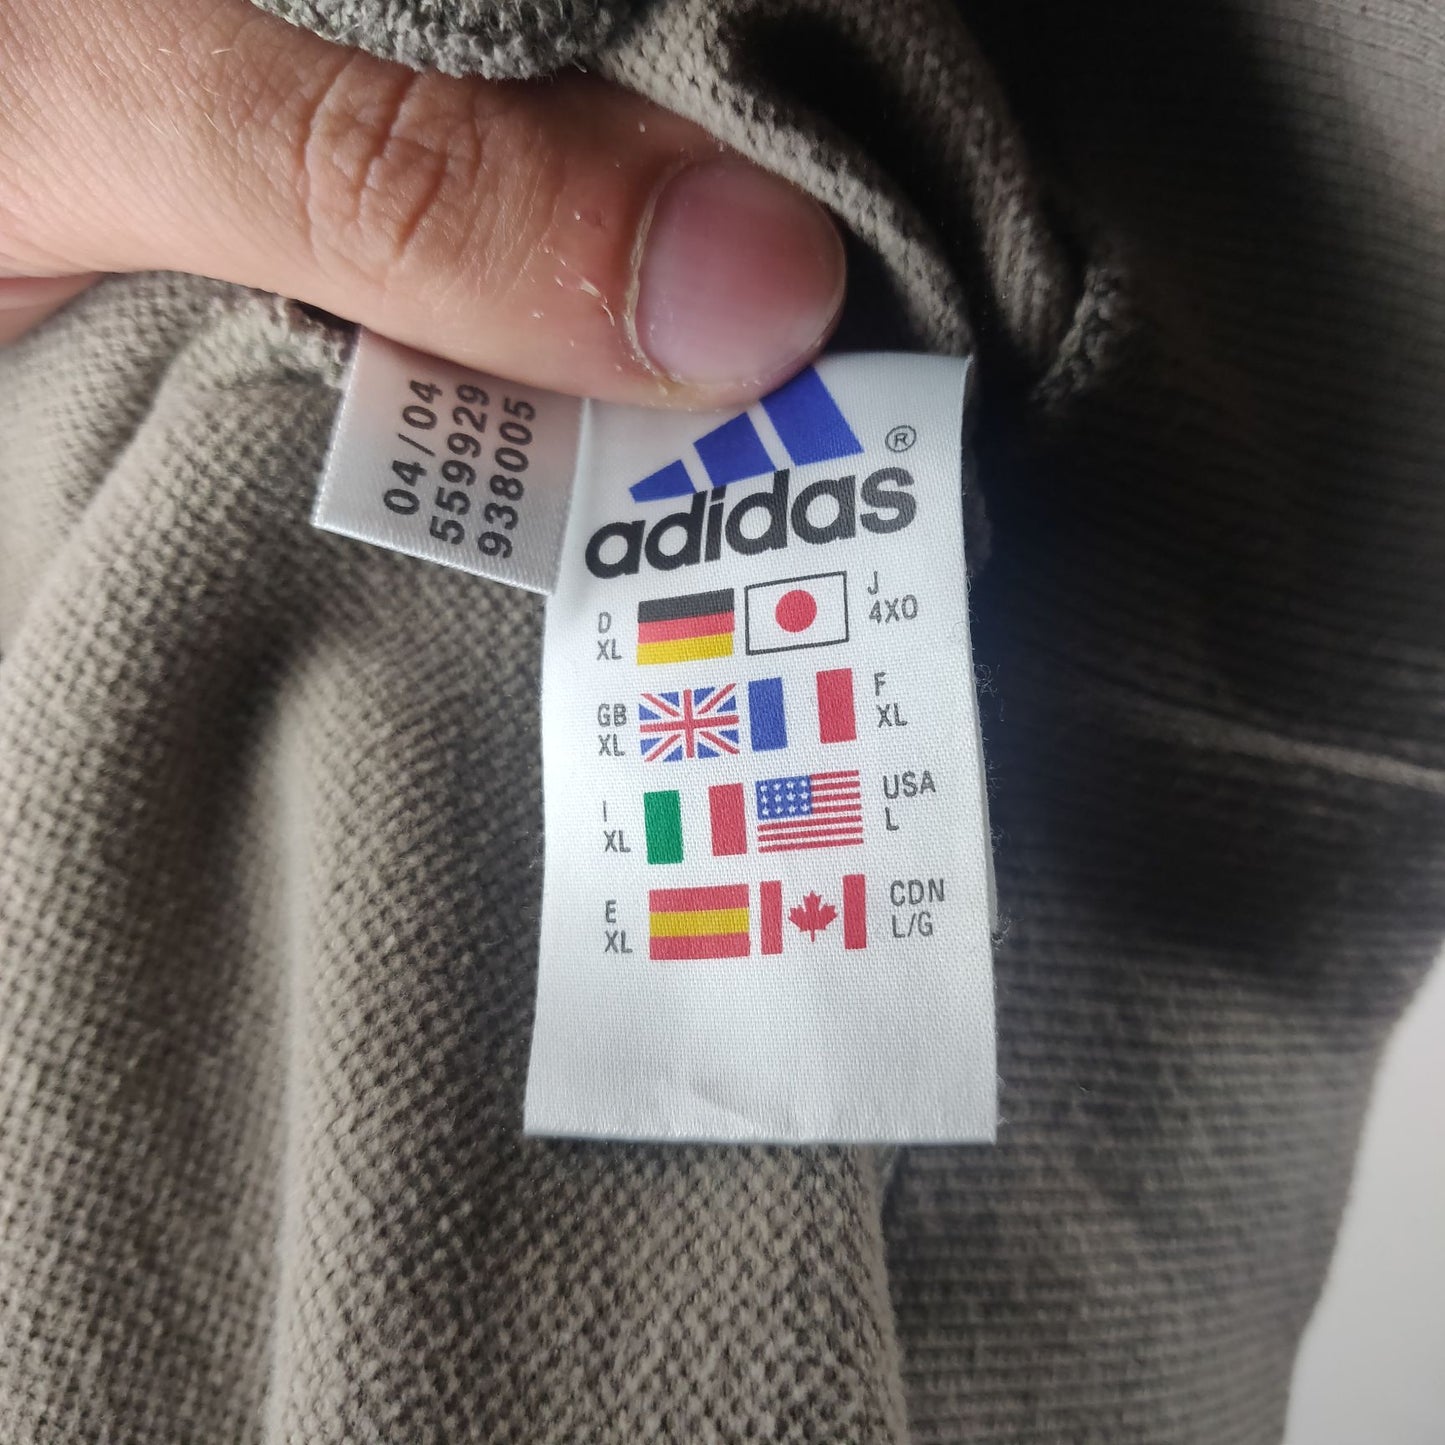 04/04
559929
938005
adidas®
D
XL
J
4XO
GB
XL
F
XL
I
XL
USA
L
E
XL
CDN
L/G